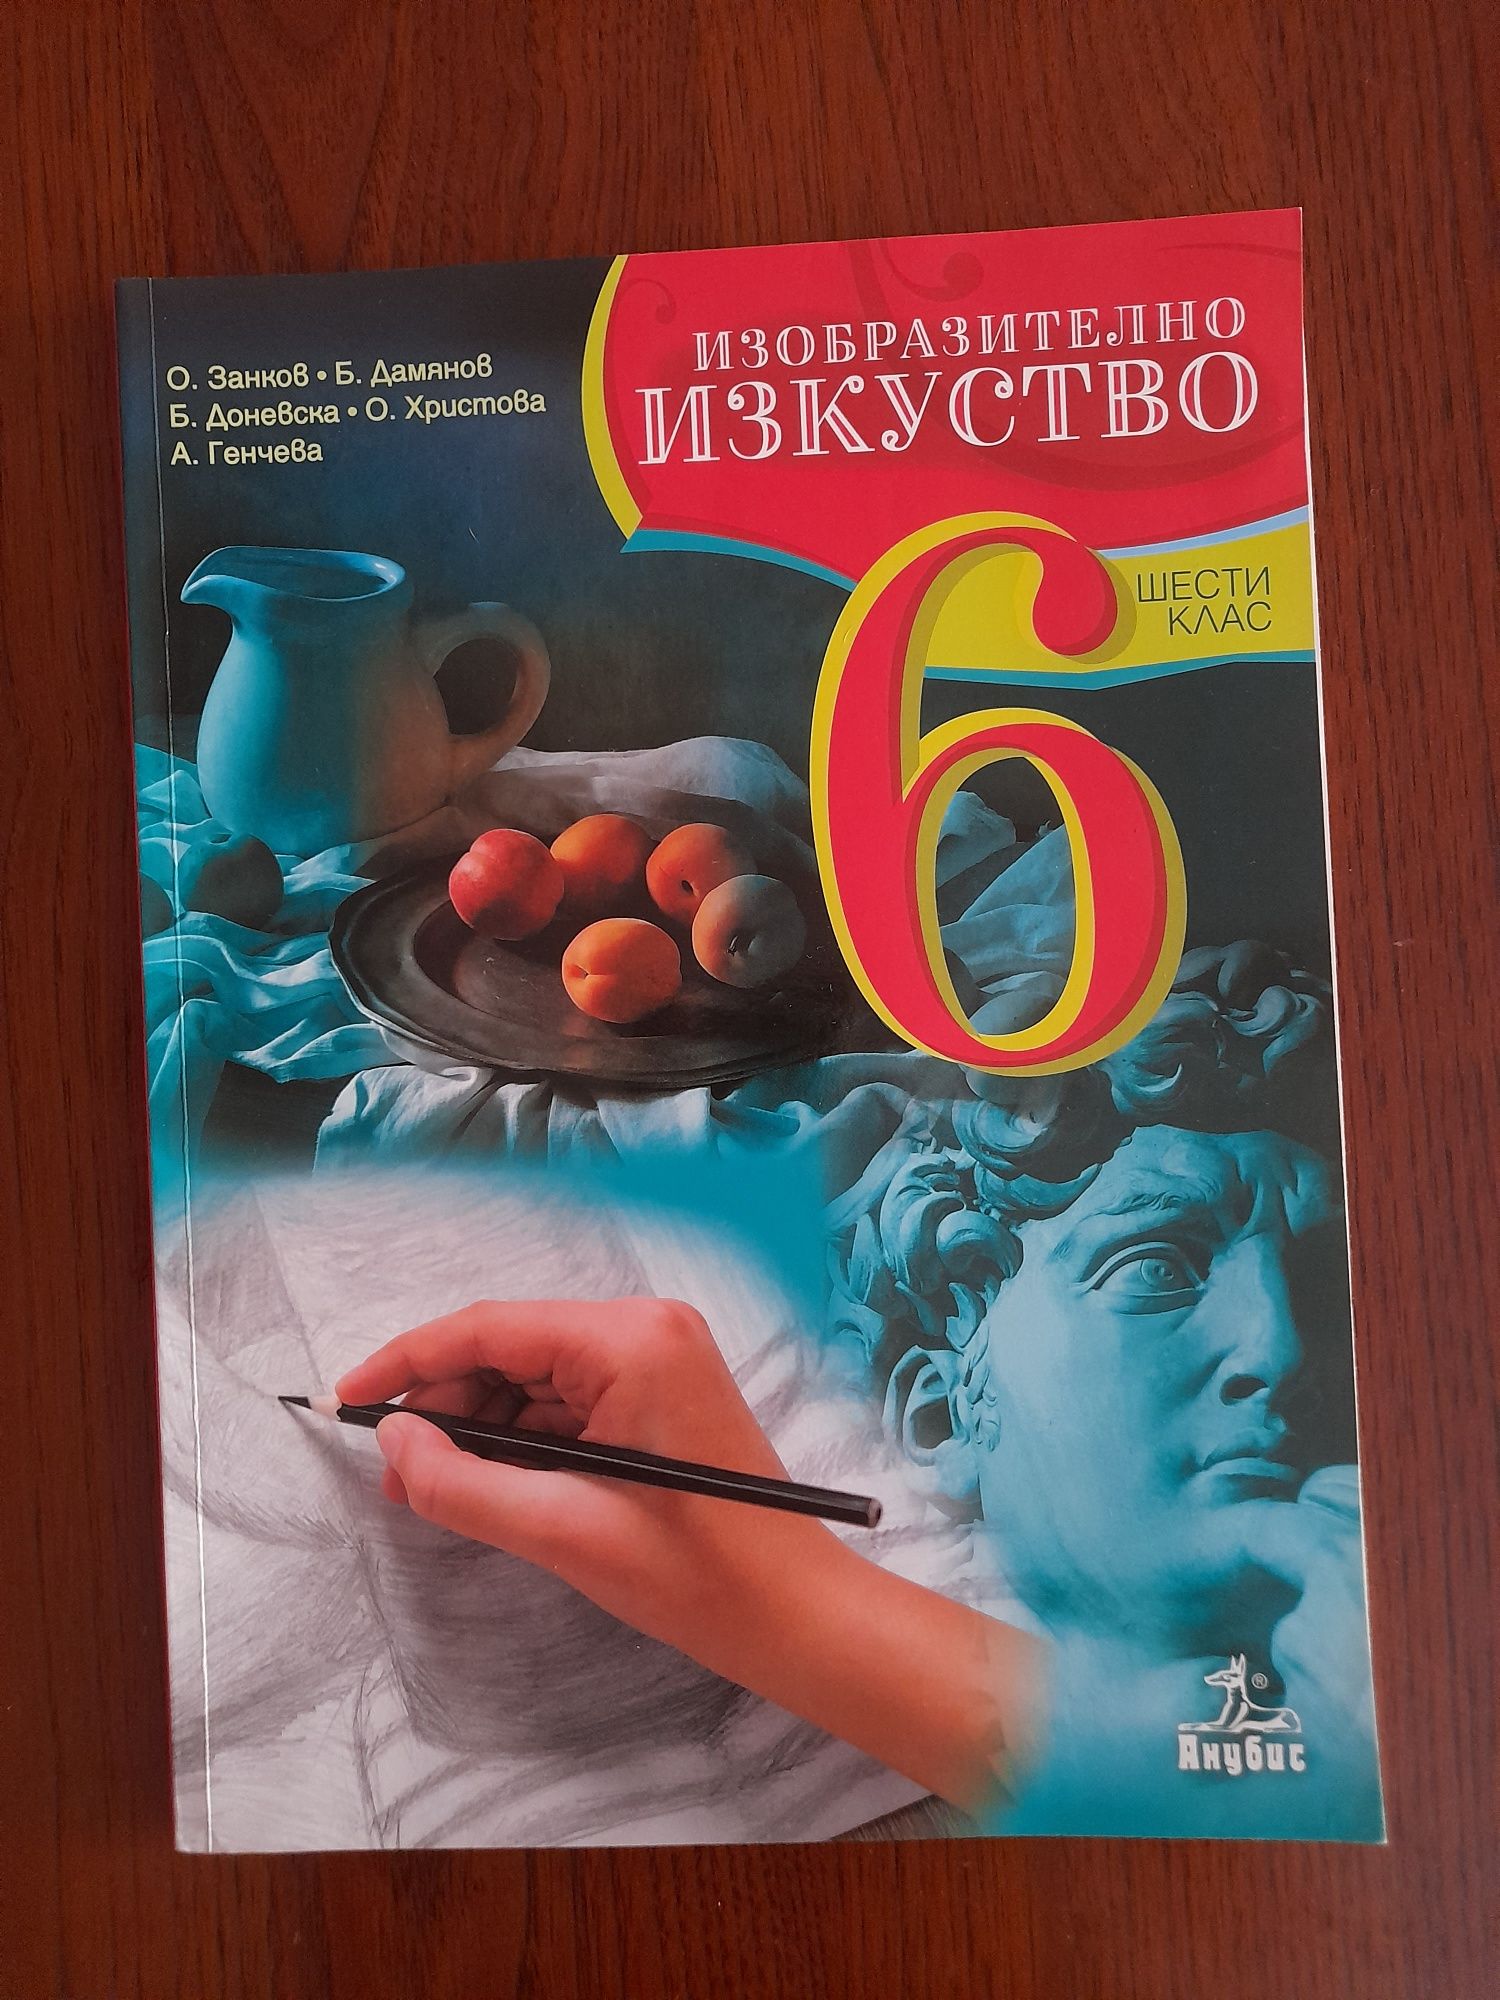 О. Занков • Б. Дамянов
Б. Доневска • О. Христова
А. Генчева
ИЗОБРАЗИТЕЛНО
ИЗКУСТВО
6
ШЕСТИ
КЛАС
®
Анубис